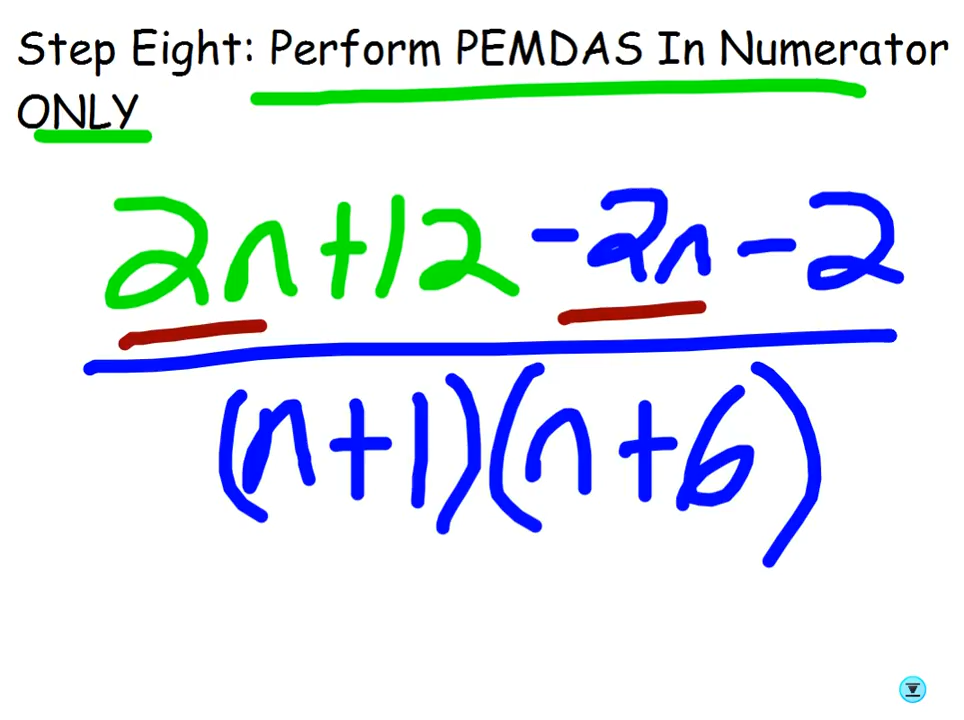 Step Eight: Perform PEMDAS In Numerator
ONLY
2n+12 -2n-2
(n+1)(n+6)